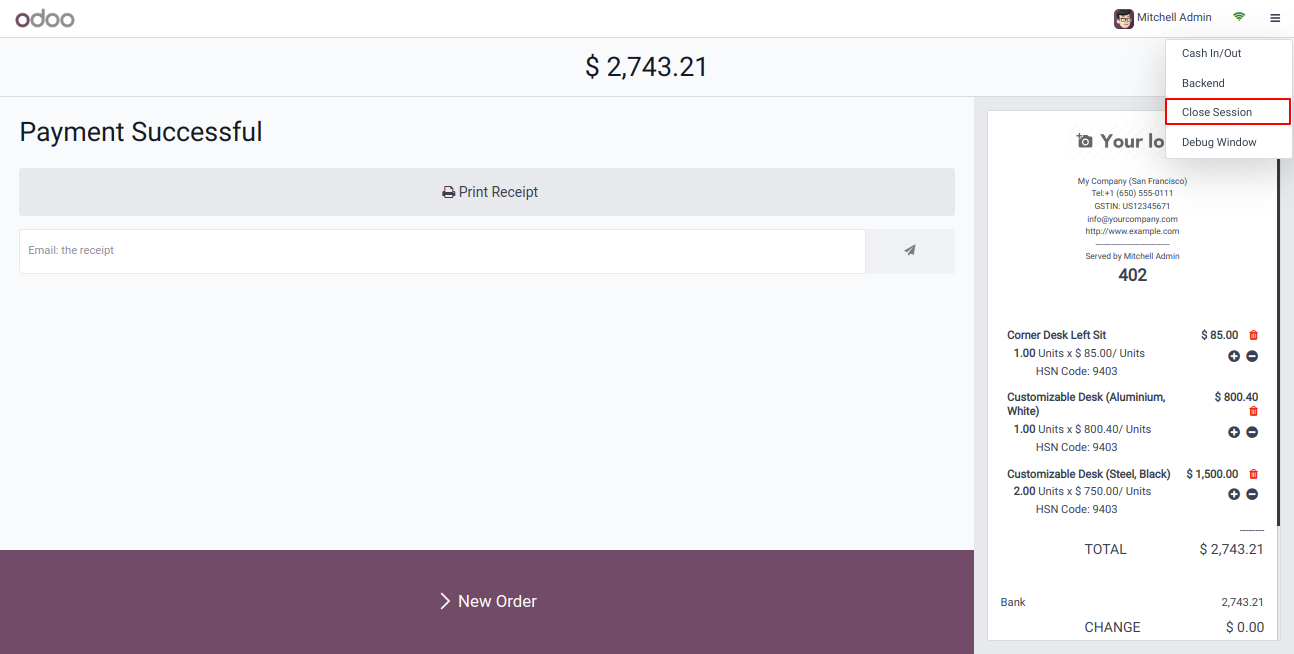 odoo
Mitchell Admin
$ 2,743.21
Cash In/Out
Backend
Close Session
Debug Window
Payment Successful
Print Receipt
Email: the receipt
New Order
Your lo
My Company (San Francisco)
Tel:+1 (650) 555-0111
GSTIN: US12345671
info@yourcompany.com
http://www.example.com
--------------------------------
Served by Mitchell Admin
402
Corner Desk Left Sit $ 85.00
1.00 Units x $ 85.00/ Units
HSN Code: 9403
Customizable Desk (Aluminium, $ 800.40
White)
1.00 Units x $ 800.40/ Units
HSN Code: 9403
Customizable Desk (Steel, Black) $ 1,500.00
2.00 Units x $ 750.00/ Units
HSN Code: 9403
--------
TOTAL $ 2,743.21
Bank 2,743.21
CHANGE $ 0.00